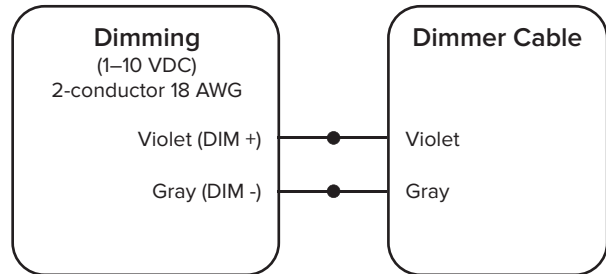 Dimming
(1–10 VDC)
2-conductor 18 AWG
Violet (DIM +)
Gray (DIM -)
Dimmer Cable
Violet
Gray